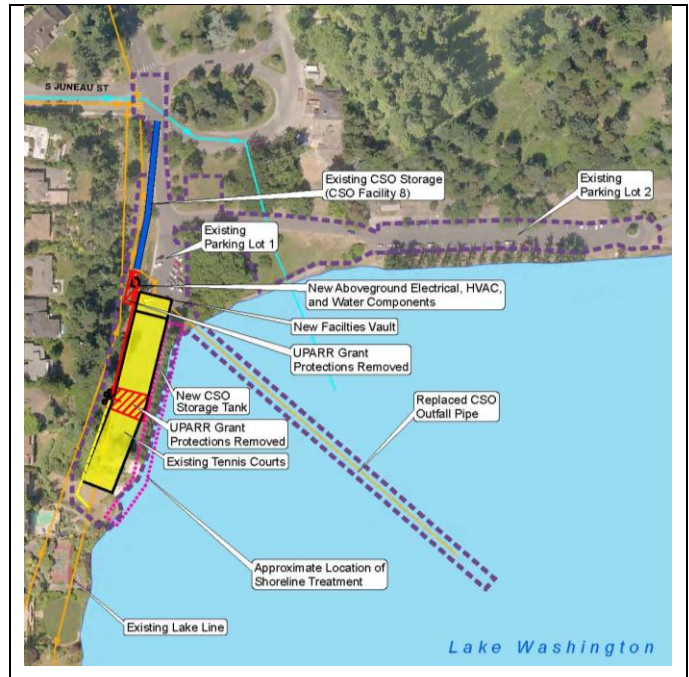 S JUNEAU ST
Existing CSO Storage
(CSO Facility 8)
Existing
Parking Lot 2
Existing
Parking Lot 1
New Aboveground Electrical, HVAC,
and Water Components
New Facilties Vault
UPARR Grant
Protections Removed
New CSO
Storage Tank
Replaced CSO
Outfall Pipe
UPARR Grant
Protections Removed
Existing Tennis Courts
Approximate Location of
Shoreline Treatment
Existing Lake Line
Lake Washington